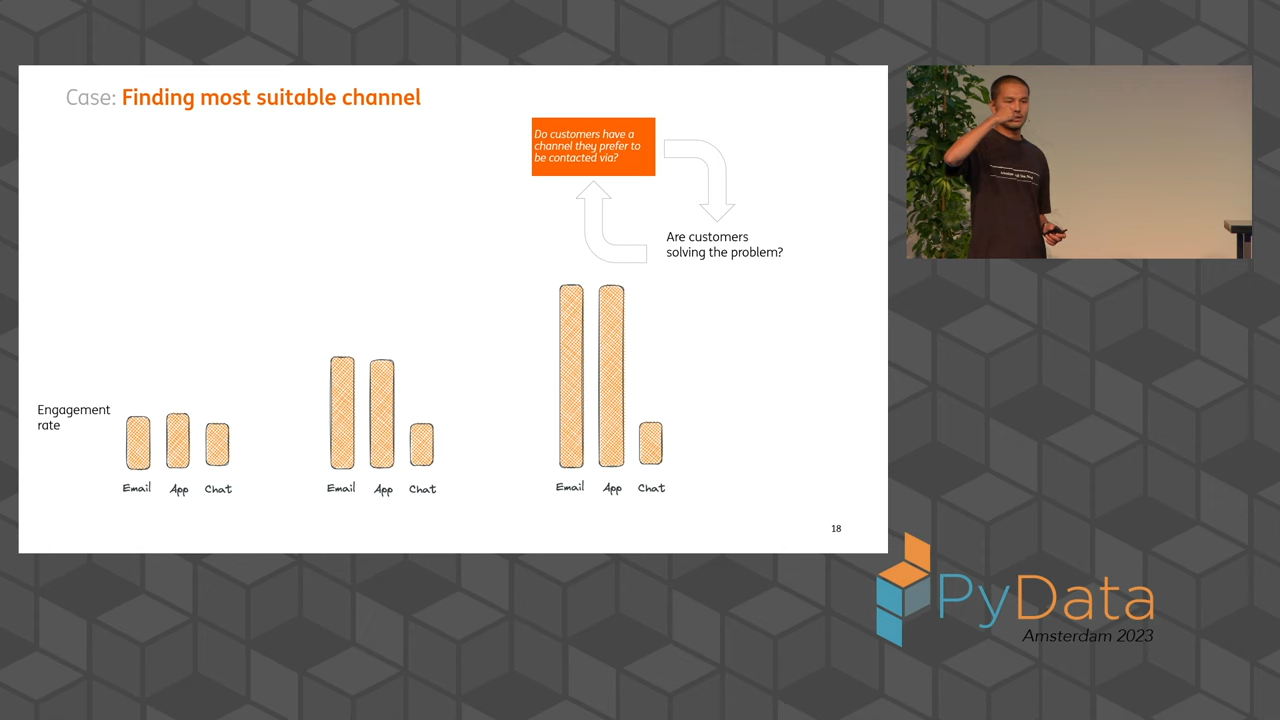 Case: Finding most suitable channel
Do customers have a
channel they prefer to
be contacted via?
Are customers
solving the problem?
Engagement
rate
Email App Chat
Email App Chat
Email App Chat
18
PyData
Amsterdam 2023